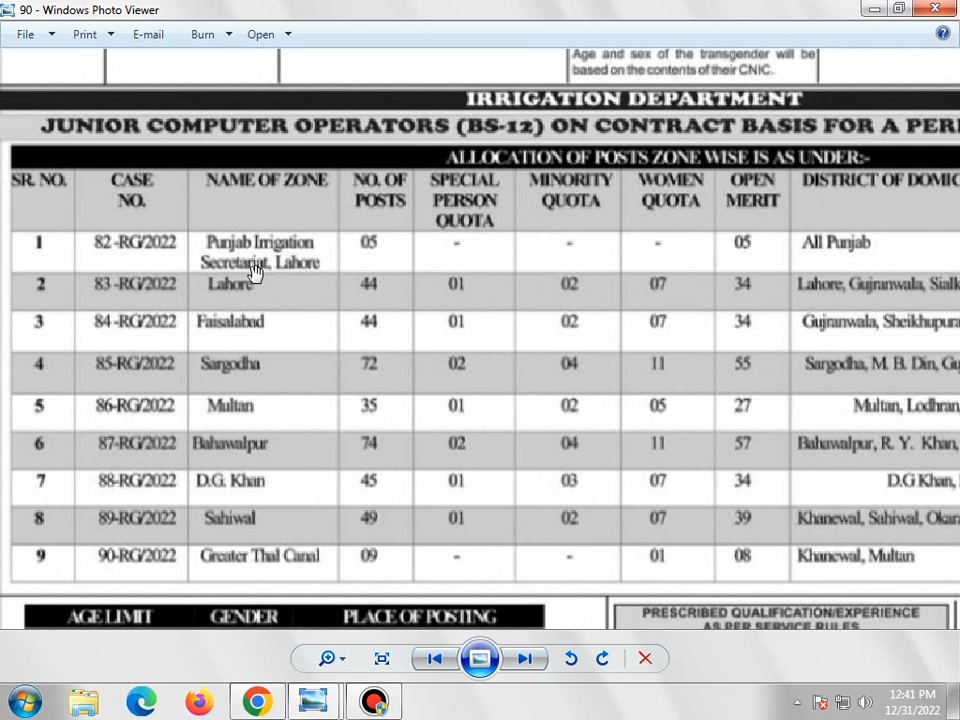 90 - Windows Photo Viewer
File Print E-mail Burn Open
Age and sex of the transgender will be
based on the contents of their CNIC.
IRRIGATION DEPARTMENT
JUNIOR COMPUTER OPERATORS (BS-12) ON CONTRACT BASIS FOR A
ALLOCATION OF POSTS ZONE WISE IS AS UNDER:-
SR. NO. CASE NO. NAME OF ZONE NO. OF POSTS SPECIAL PERSON QUOTA MINORITY QUOTA WOMEN QUOTA OPEN MERIT DISTRICT OF
1 82 -RG/2022 Punjab Irrigation Secretariat, Lahore 05 - - - 05 All Punjab
2 83 -RG/2022 Lahore 44 01 02 07 34 Lahore, Gujranwala,
3 84 -RG/2022 Faisalabad 44 01 02 07 34 Gujranwala, Sheikhupura
4 85-RG/2022 Sargodha 72 02 04 11 55 Sargodha, M. B. Din,
5 86-RG/2022 Multan 35 01 02 05 27 Multan, Lodhran,
6 87-RG/2022 Bahawalpur 74 02 04 11 57 Bahawalpur, R. Y. Khan,
7 88-RG/2022 D.G. Khan 45 01 03 07 34 D.G Khan,
8 89-RG/2022 Sahiwal 49 01 02 07 39 Khanewal, Sahiwal,
9 90-RG/2022 Greater Thal Canal 09 - - 01 08 Khanewal, Multan
AGE LIMIT GENDER PLACE OF POSTING
PRESCRIBED QUALIFICATION/EXPERIENCE
AS PER SERVICE RULES
12:41 PM
12/31/2022